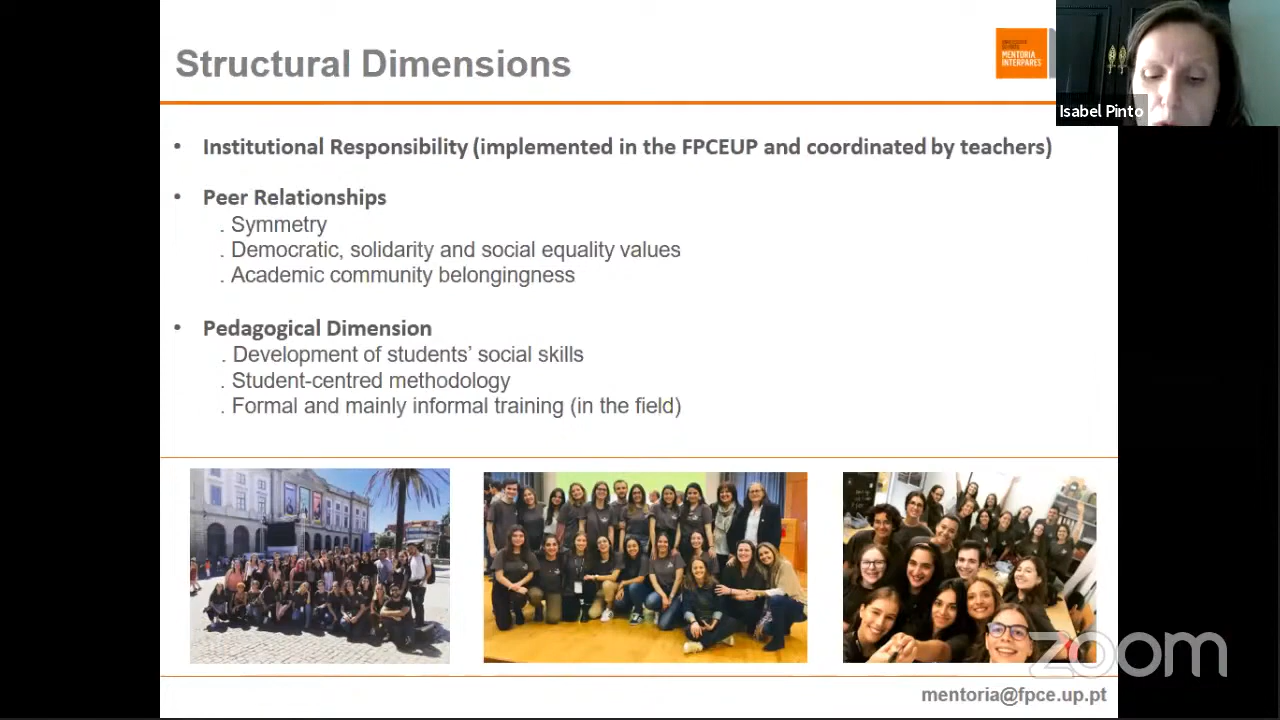 Structural Dimensions
MENTORIA
INTERPARES
Isabel Pinto
• Institutional Responsibility (implemented in the FPCEUP and coordinated by teachers)
• Peer Relationships
. Symmetry
. Democratic, solidarity and social equality values
. Academic community belongingness
• Pedagogical Dimension
. Development of students’ social skills
. Student-centred methodology
. Formal and mainly informal training (in the field)
zoom
mentoria@fpce.up.pt